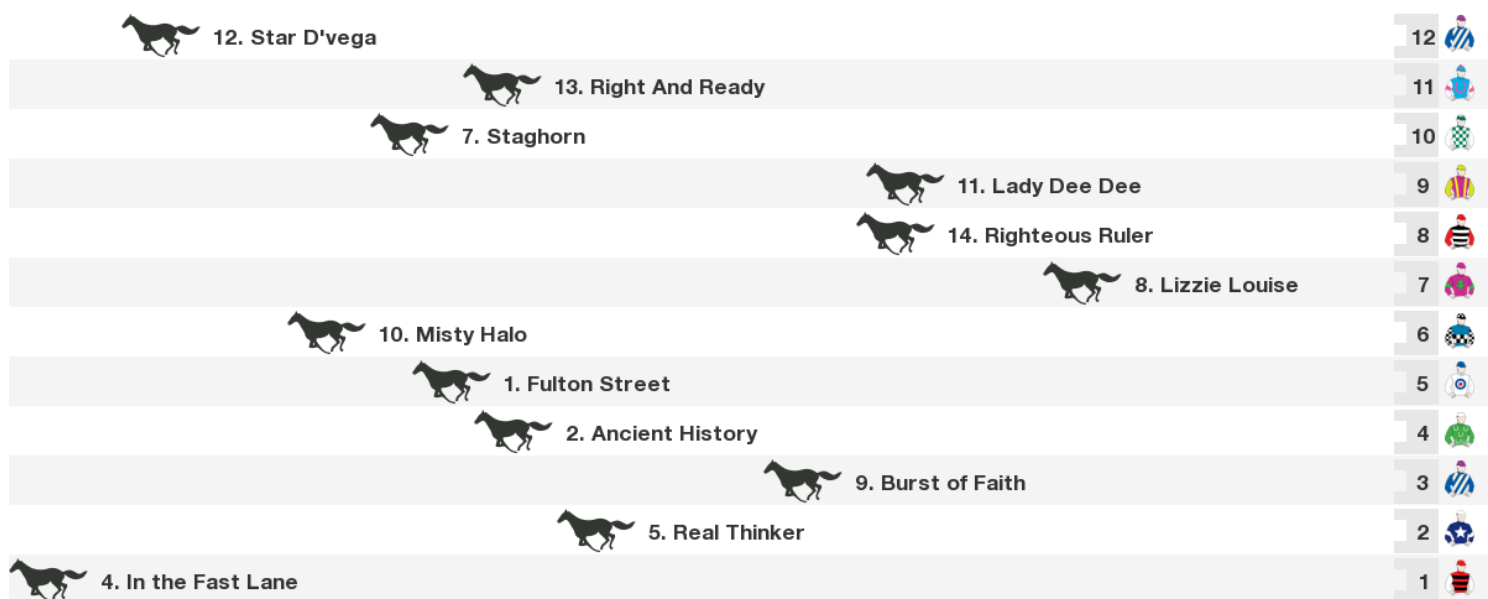 12. Star D'vega 12
13. Right And Ready 11
7. Staghorn 10
11. Lady Dee Dee 9
14. Righteous Ruler 8
8. Lizzie Louise 7
10. Misty Halo 6
1. Fulton Street 5
2. Ancient History 4
9. Burst of Faith 3
5. Real Thinker 2
4. In the Fast Lane 1